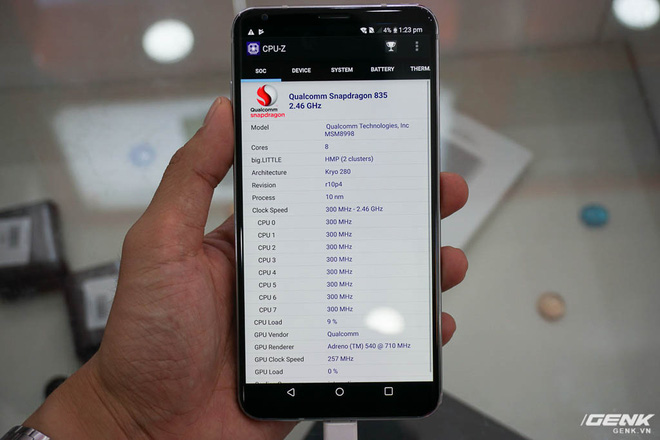 4% 1:23 pm
CPU-Z
SOC DEVICE SYSTEM BATTERY THERM
Qualcomm snapdragon
Qualcomm Snapdragon 835
2.46 GHz
Model Qualcomm Technologies, Inc
MSM8998
Cores 8
big.LITTLE HMP (2 clusters)
Architecture Kryo 280
Revision r10p4
Process 10 nm
Clock Speed 300 MHz - 2.46 GHz
CPU 0 300 MHz
CPU 1 300 MHz
CPU 2 300 MHz
CPU 3 300 MHz
CPU 4 300 MHz
CPU 5 300 MHz
CPU 6 300 MHz
CPU 7 300 MHz
CPU Load 9 %
GPU Vendor Qualcomm
GPU Renderer Adreno (TM) 540 @ 710 MHz
GPU Clock Speed 257 MHz
GPU Load 0 %
GENK
GENK.VN